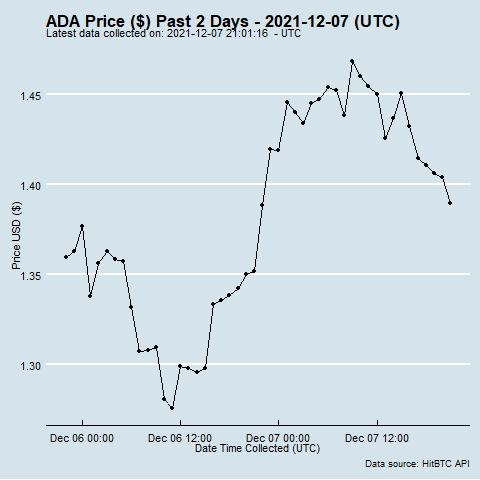 ADA Price ($) Past 2 Days - 2021-12-07 (UTC)
Latest data collected on: 2021-12-07 21:01:16 - UTC
1.45
1.40
1.35
1.30
Price USD ($)
Dec 06 00:00 Dec 06 12:00 Dec 07 00:00 Dec 07 12:00
Date Time Collected (UTC)
Data source: HitBTC API